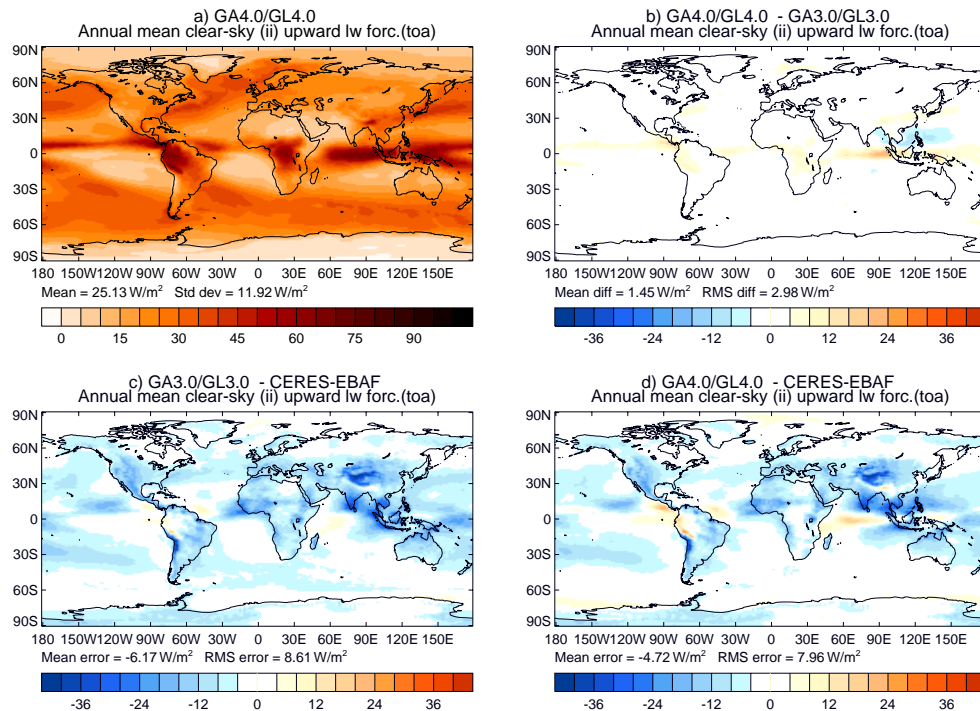 a) GA4.0/GL4.0
Annual mean clear-sky (ii) upward lw forc.(toa)
90N
60N
30N
0
30S
60S
90S
180 150W 120W 90W 60W 30W 0 30E 60E 90E 120E 150E
Mean = 25.13 W/m² Std dev = 11.92 W/m²
0 15 30 45 60 75 90
b) GA4.0/GL4.0 - GA3.0/GL3.0
Annual mean clear-sky (ii) upward lw forc.(toa)
90N
60N
30N
0
30S
60S
90S
180 150W 120W 90W 60W 30W 0 30E 60E 90E 120E 150E
Mean diff = 1.45 W/m² RMS diff = 2.98 W/m²
-36 -24 -12 0 12 24 36
c) GA3.0/GL3.0 - CERES-EBAF
Annual mean clear-sky (ii) upward lw forc.(toa)
90N
60N
30N
0
30S
60S
90S
180 150W 120W 90W 60W 30W 0 30E 60E 90E 120E 150E
Mean error = -6.17 W/m² RMS error = 8.61 W/m²
-36 -24 -12 0 12 24 36
d) GA4.0/GL4.0 - CERES-EBAF
Annual mean clear-sky (ii) upward lw forc.(toa)
90N
60N
30N
0
30S
60S
90S
180 150W 120W 90W 60W 30W 0 30E 60E 90E 120E 150E
Mean error = -4.72 W/m² RMS error = 7.96 W/m²
-36 -24 -12 0 12 24 36